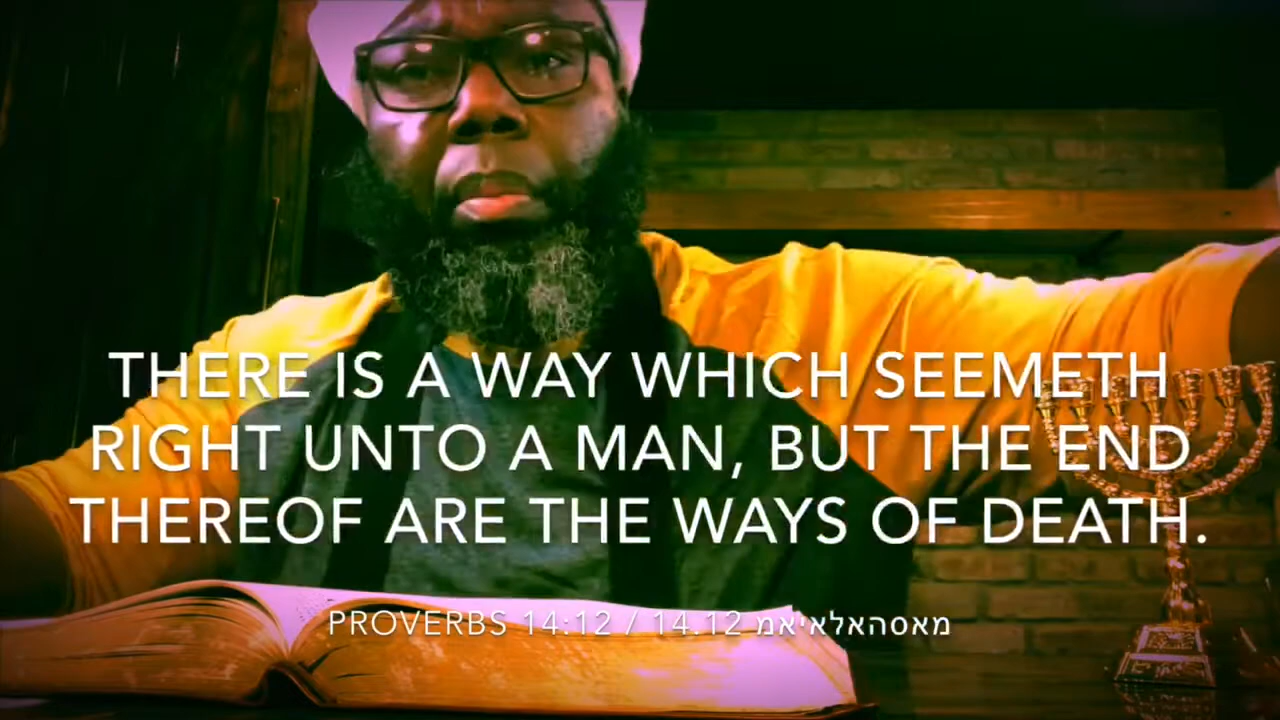 THERE IS A WAY WHICH SEEMETH
RIGHT UNTO A MAN, BUT THE END
THEREOF ARE THE WAYS OF DEATH.
PROVERBS 14:12 / 14.12 מאסהאלאיאמ